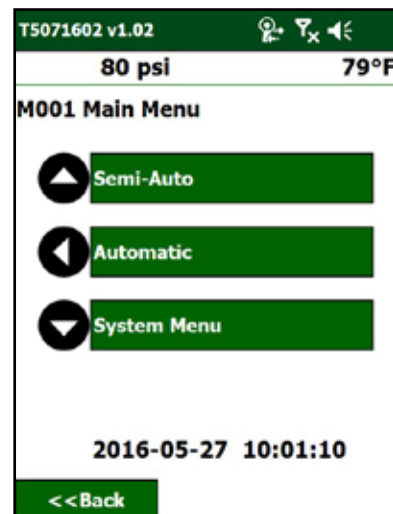 T5071602 v1.02
80 psi 79°F
M001 Main Menu
Semi-Auto
Automatic
System Menu
2016-05-27 10:01:10
<<Back